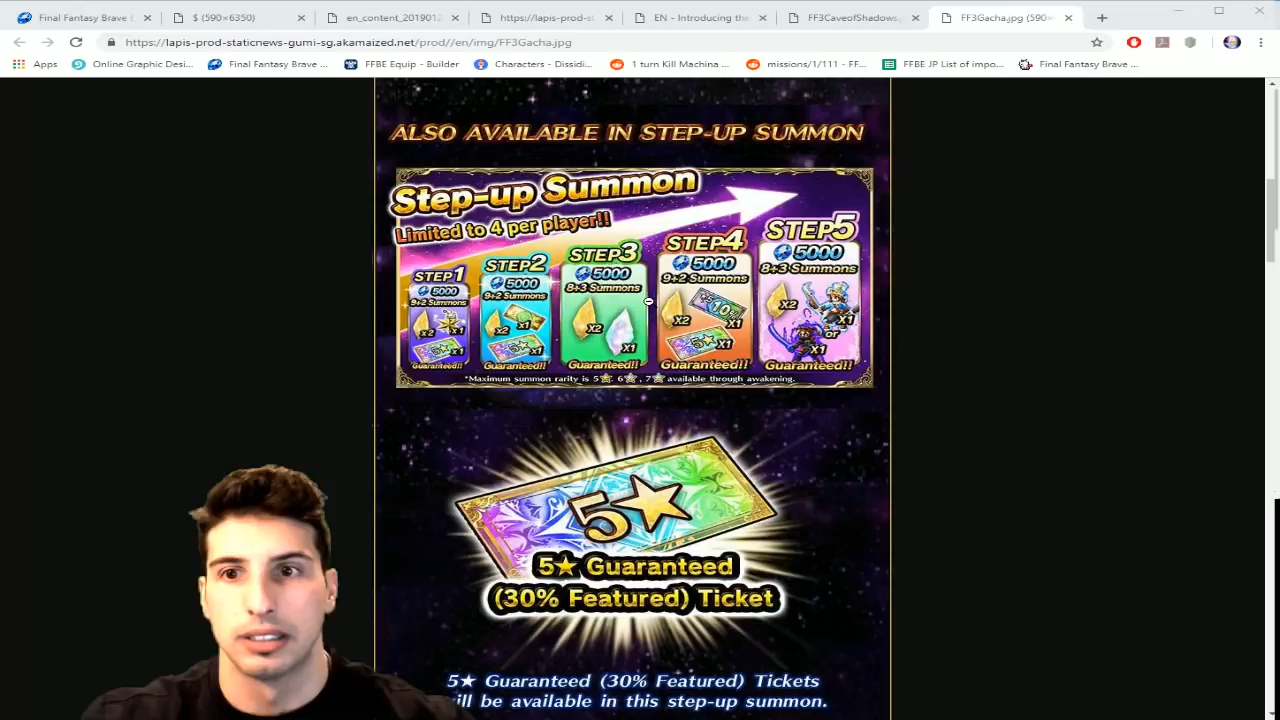 Final Fantasy Brave E
$ (590×6350)
en_content_2019012
https://lapis-prod-st
EN - Introducing the
FF3CaveofShadows
FF3Gacha.jpg (590×
https://lapis-prod-staticnews-gumi-sg.akamaized.net/prod//en/img/FF3Gacha.jpg
Apps
Online Graphic Desi...
Final Fantasy Brave ...
FFBE Equip - Builder
Characters - Dissidi...
1 turn Kill Machina ...
missions/1/111 - FF...
FFBE JP List of impo...
Final Fantasy Brave ...
ALSO AVAILABLE IN STEP-UP SUMMON
Step-up Summon
Limited to 4 per player!!
STEP1
5000
9+2 Summons
x2
x1
5★
x1
Guaranteed!!
STEP2
5000
9+2 Summons
x2
x1
5★
x1
Guaranteed!!
STEP3
5000
8+3 Summons
X2
X1
Guaranteed!!
STEP4
5000
9+2 Summons
X2
10%
X1
5★
X1
Guaranteed!!
STEP5
5000
8+3 Summons
X2
X1
or
X1
Guaranteed!!
*Maximum summon rarity is 5★. 6★, 7★ available through awakening.
5★
5★ Guaranteed
(30% Featured) Ticket
5★ Guaranteed (30% Featured) Tickets
ill be available in this step-up summon.